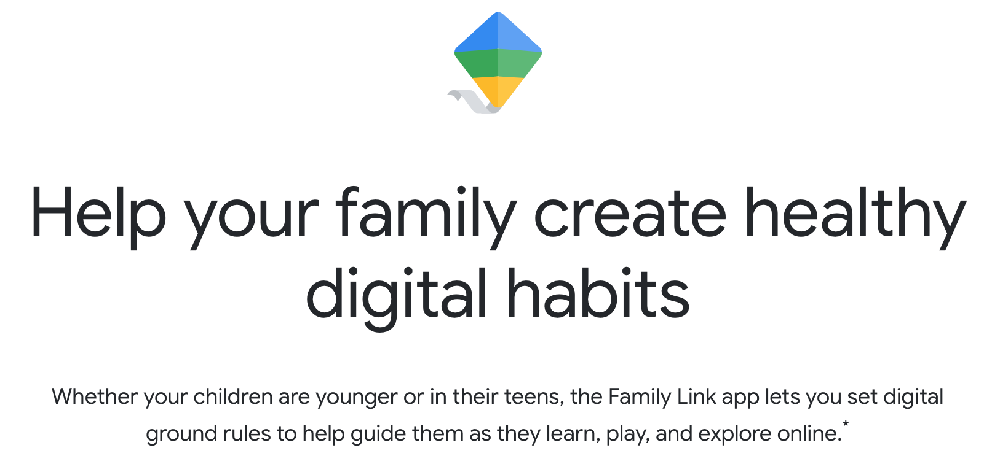 Help your family create healthy
digital habits
Whether your children are younger or in their teens, the Family Link app lets you set digital
ground rules to help guide them as they learn, play, and explore online.*